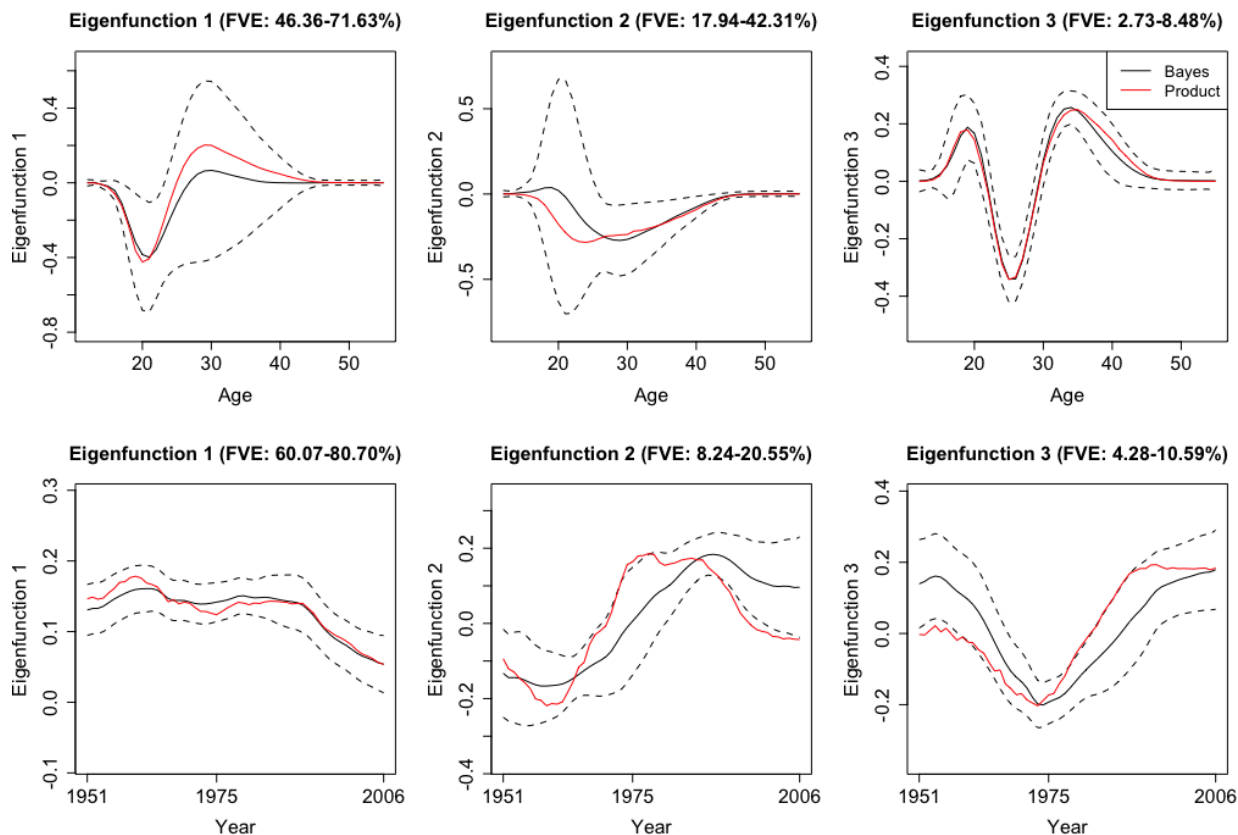 Eigenfunction 1 (FVE: 46.36-71.63%)
Eigenfunction 1
0.4
0.0
-0.4
-0.8
20 30 40 50
Age
Eigenfunction 2 (FVE: 17.94-42.31%)
Eigenfunction 2
0.5
0.0
-0.5
20 30 40 50
Age
Eigenfunction 3 (FVE: 2.73-8.48%)
Eigenfunction 3
0.4
0.2
0.0
-0.2
-0.4
Bayes
Product
20 30 40 50
Age
Eigenfunction 1 (FVE: 60.07-80.70%)
Eigenfunction 1
0.3
0.2
0.1
0.0
-0.1
1951 1975 2006
Year
Eigenfunction 2 (FVE: 8.24-20.55%)
Eigenfunction 2
0.2
0.0
-0.2
-0.4
1951 1975 2006
Year
Eigenfunction 3 (FVE: 4.28-10.59%)
Eigenfunction 3
0.4
0.2
0.0
-0.2
1951 1975 2006
Year